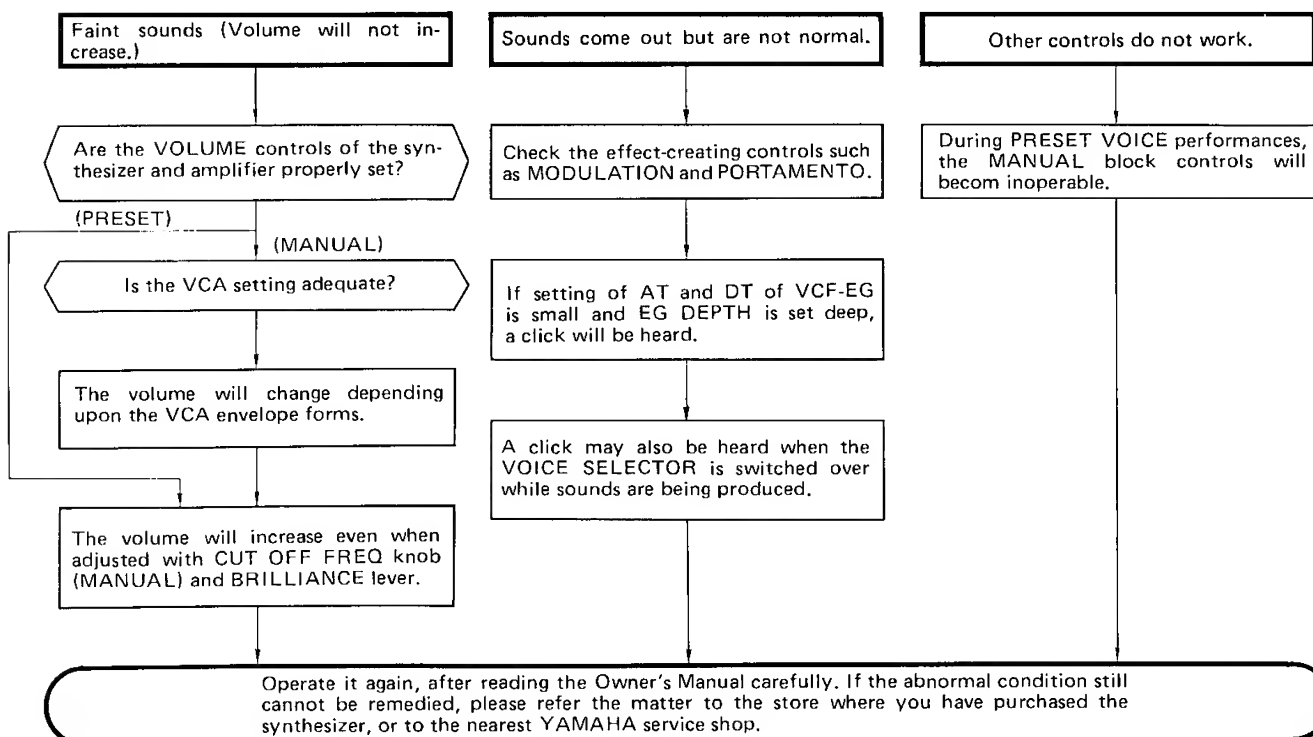 Faint sounds (Volume will not in-
crease.)
Are the VOLUME controls of the syn-
thesizer and amplifier properly set?
(PRESET)
(MANUAL)
Is the VCA setting adequate?
The volume will change depending
upon the VCA envelope forms.
The volume will increase even when
adjusted with CUT OFF FREQ knob
(MANUAL) and BRILLIANCE lever.
Sounds come out but are not normal.
Check the effect-creating controls such
as MODULATION and PORTAMENTO.
If setting of AT and DT of VCF-EG
is small and EG DEPTH is set deep,
a click will be heard.
A click may also be heard when the
VOICE SELECTOR is switched over
while sounds are being produced.
Other controls do not work.
During PRESET VOICE performances,
the MANUAL block controls will
becom inoperable.
Operate it again, after reading the Owner's Manual carefully. If the abnormal condition still
cannot be remedied, please refer the matter to the store where you have purchased the
synthesizer, or to the nearest YAMAHA service shop.